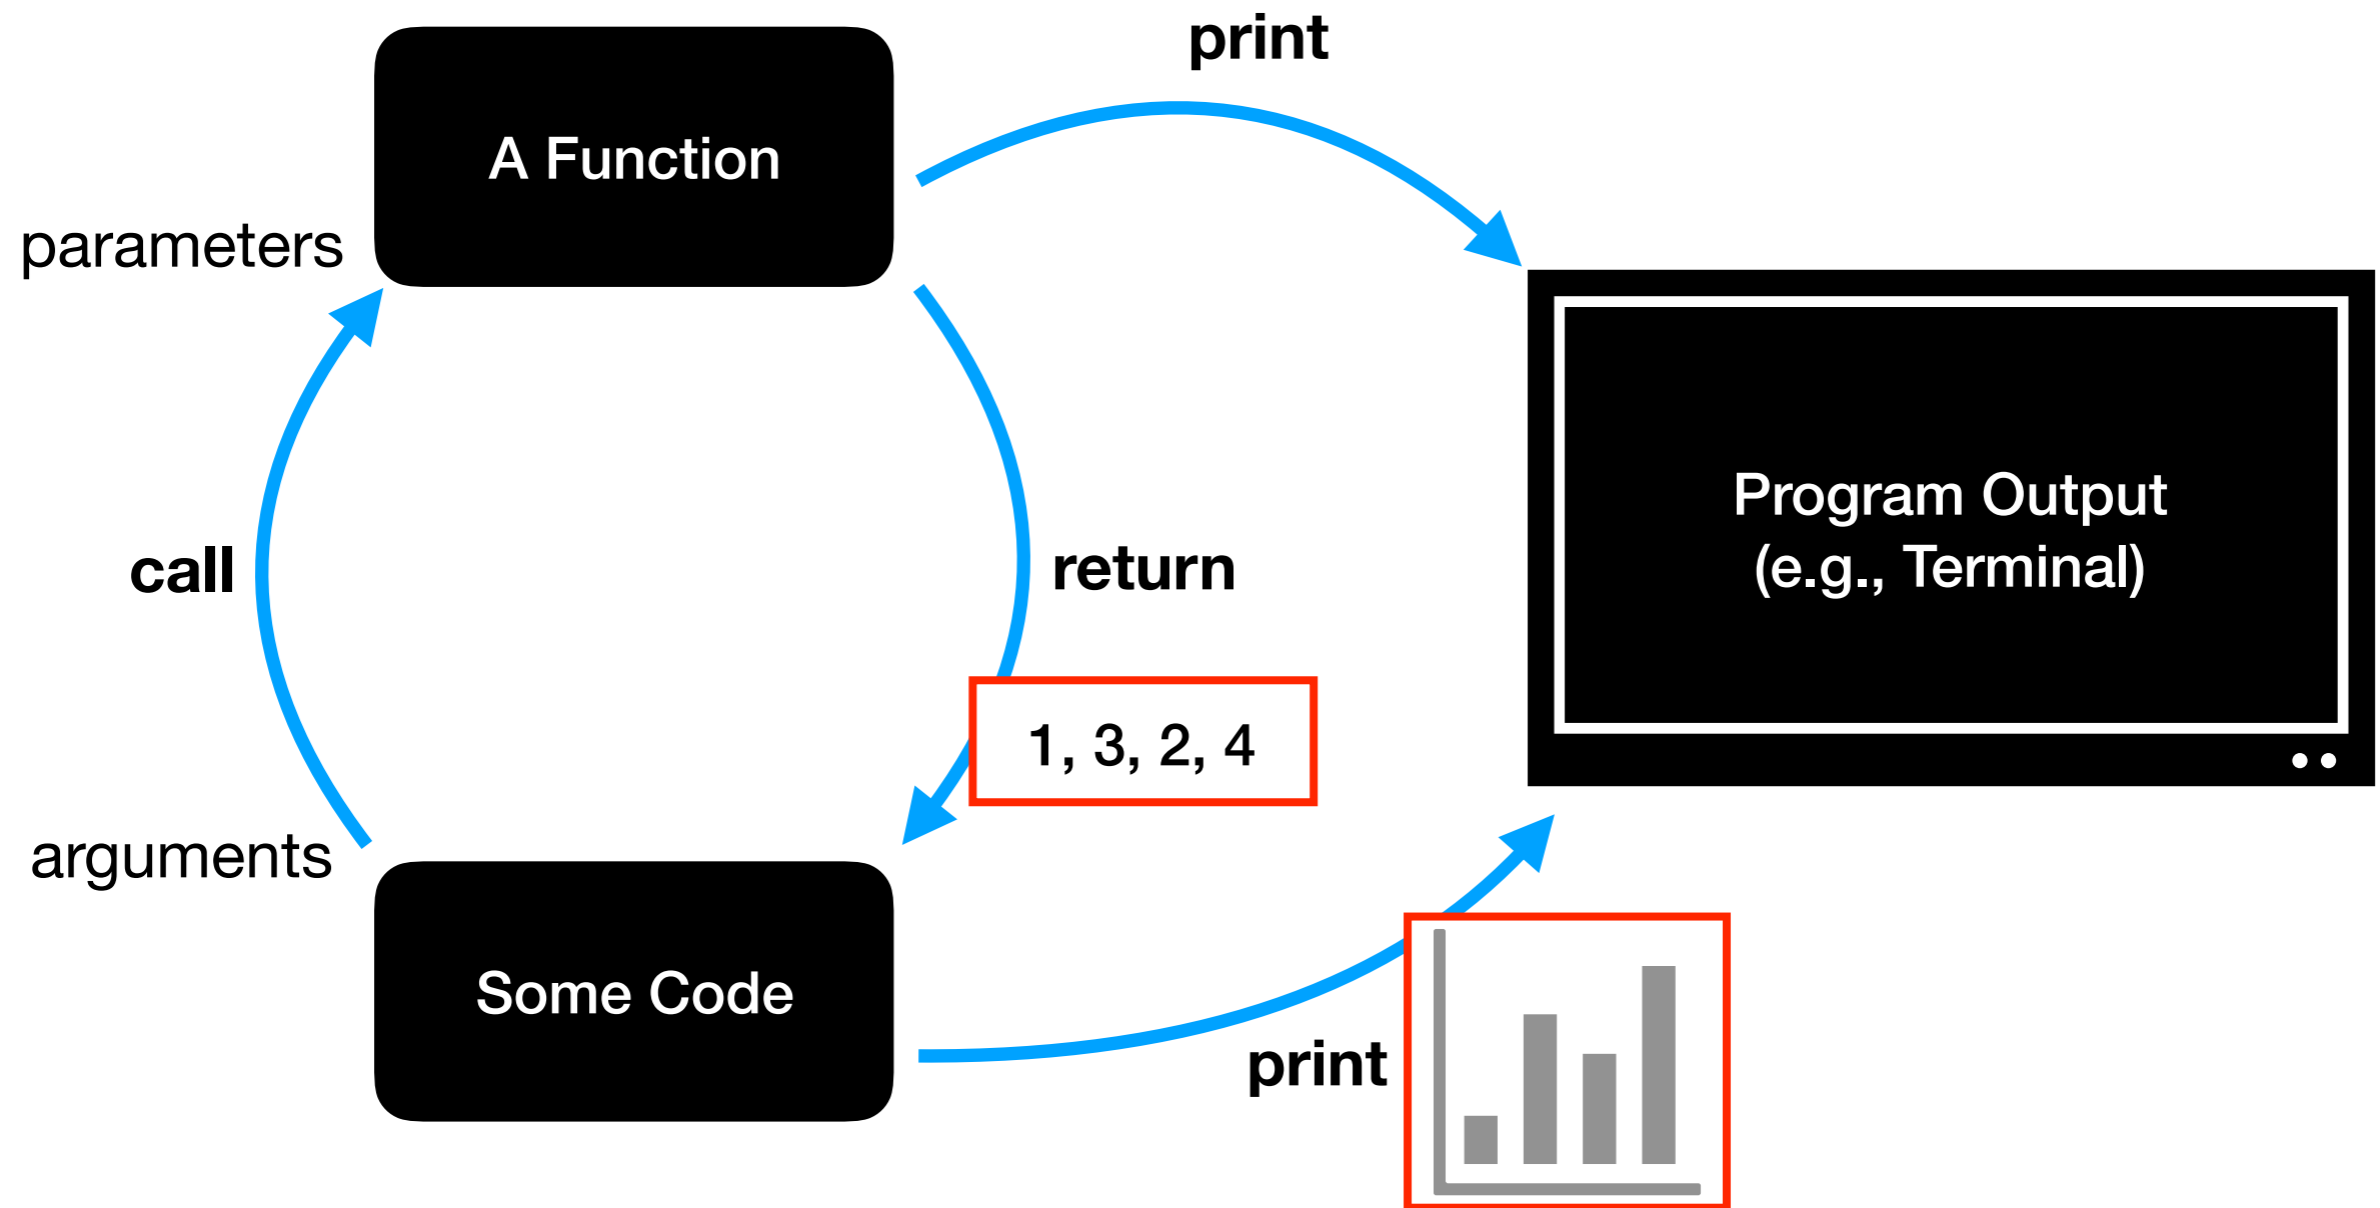 print
A Function
parameters
Program Output
(e.g., Terminal)
call
return
1, 3, 2, 4
arguments
Some Code
print